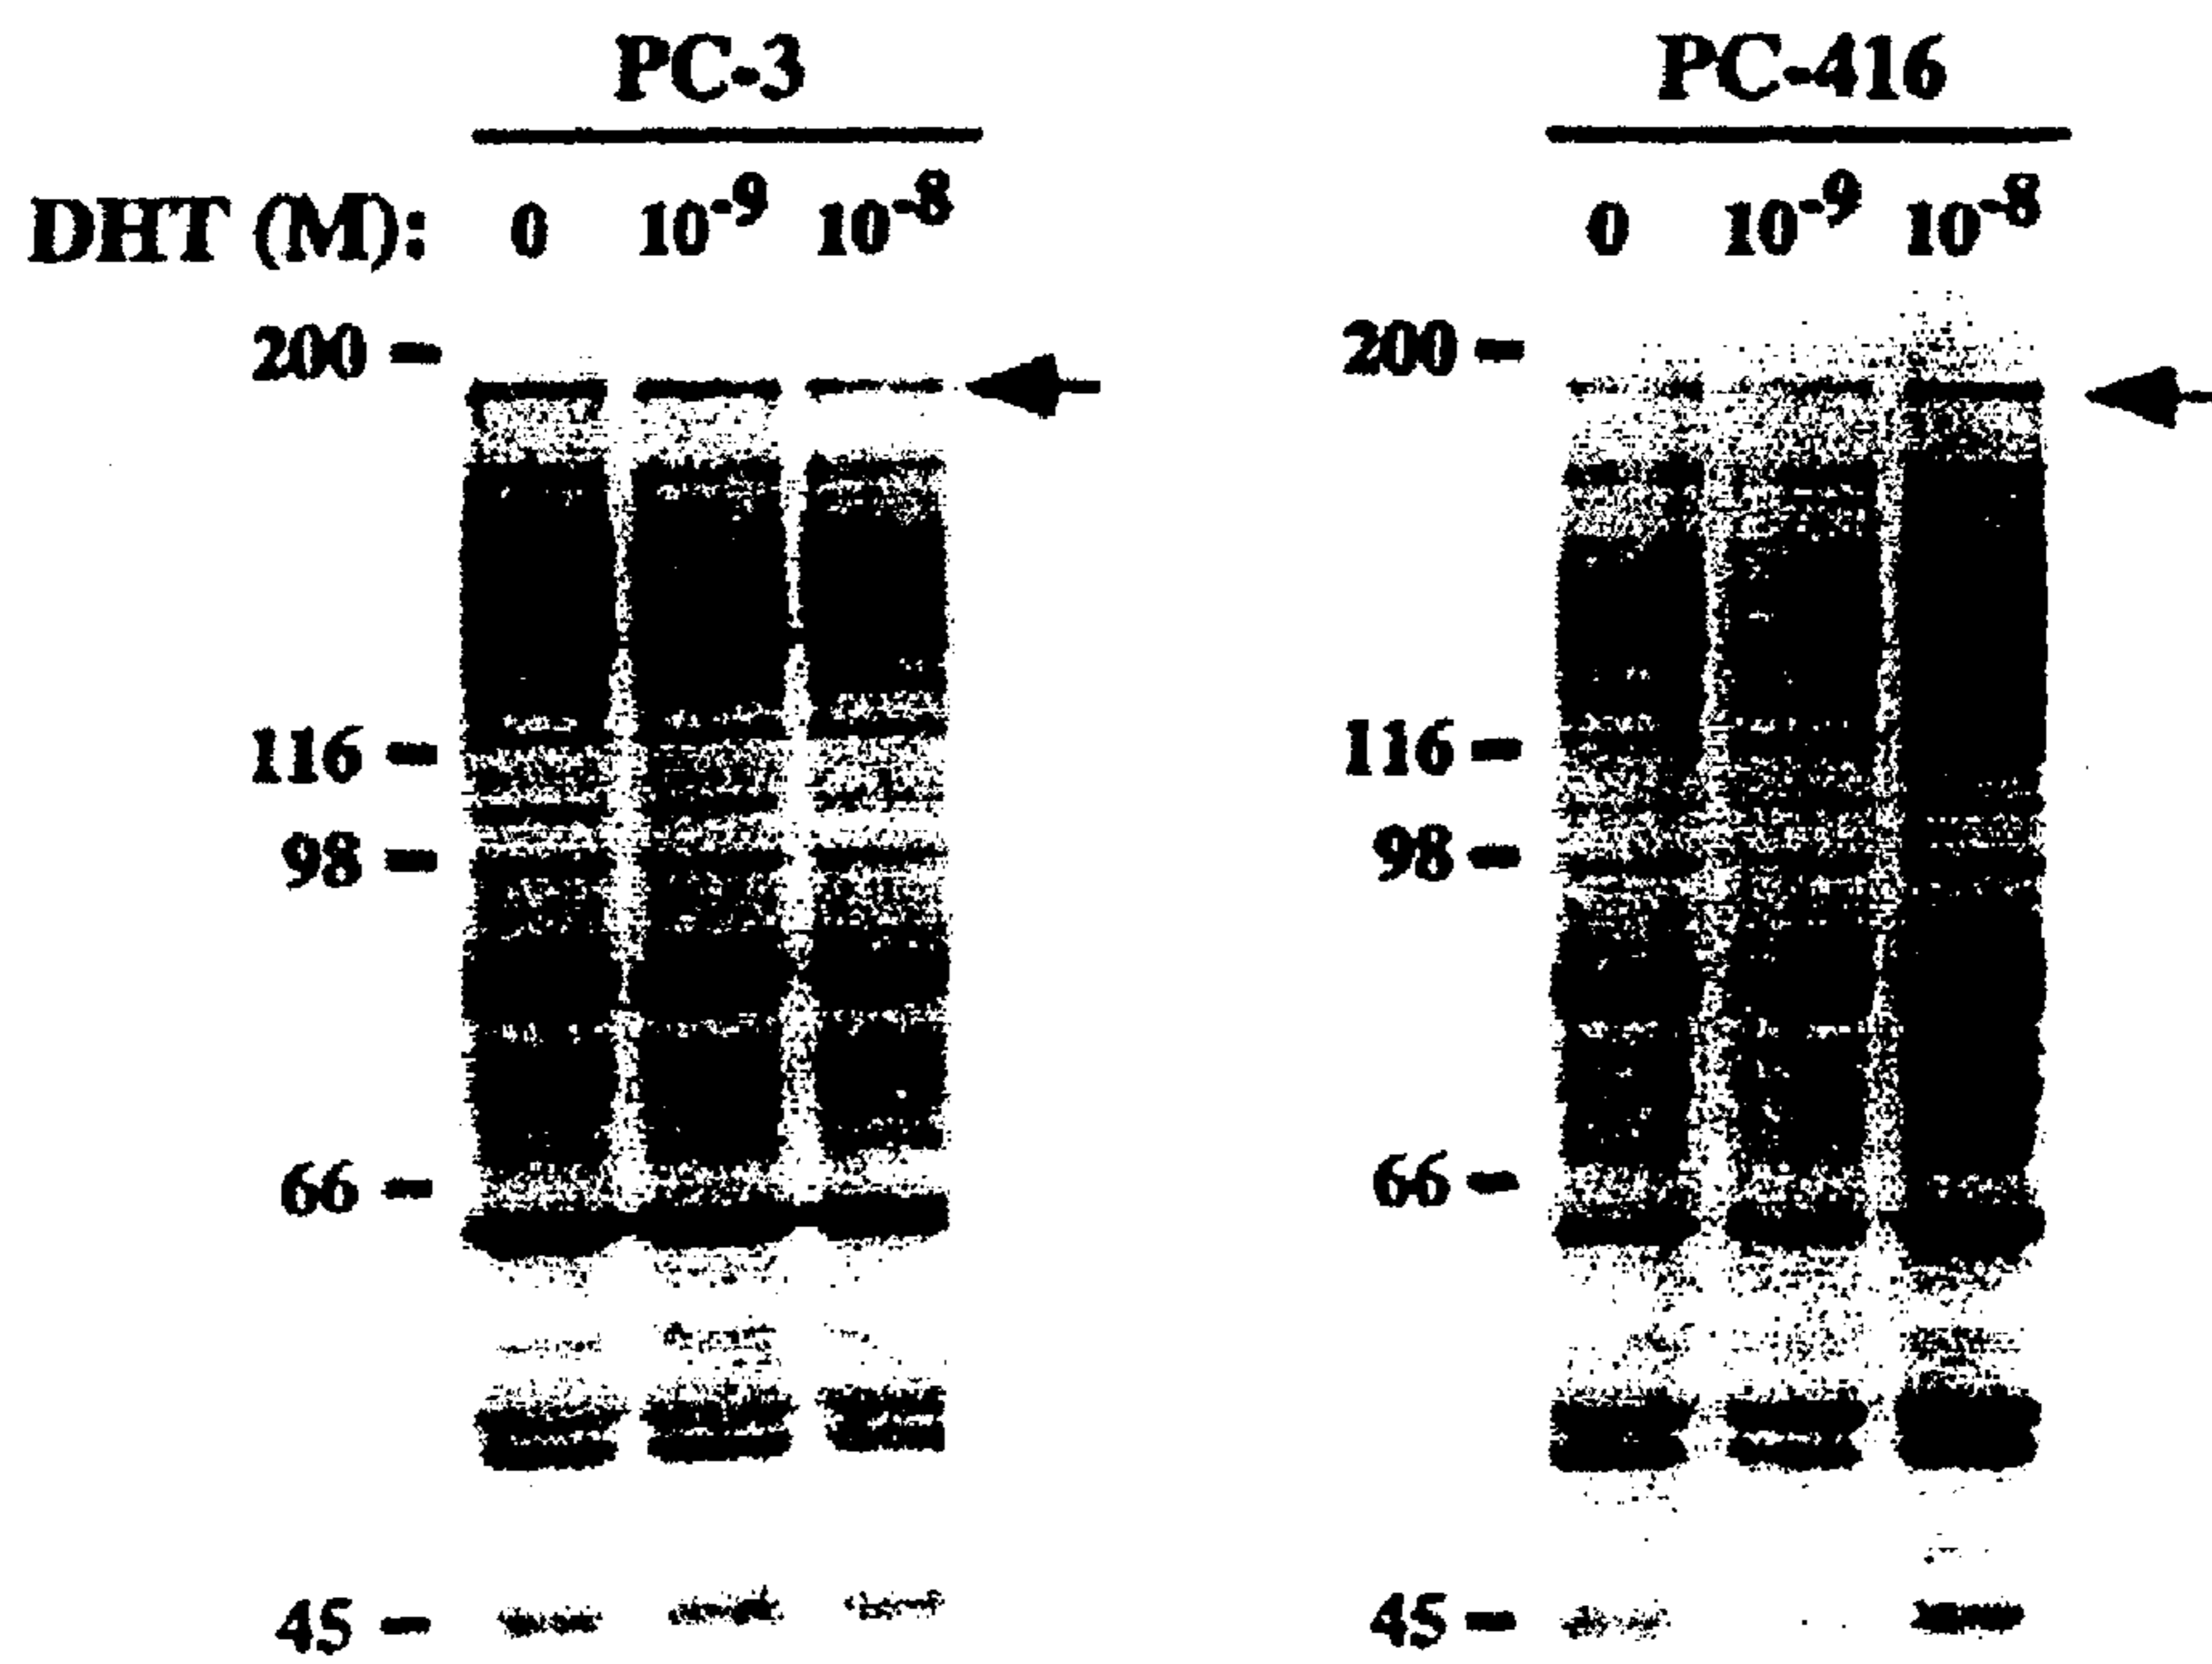 PC-3 PC-416
DHT (M): 0 10⁻⁹ 10⁻⁸ 0 10⁻⁹ 10⁻⁸
200 – 200 –
116 – 116 –
98 – 98 –
66 – 66 –
45 – 45 –